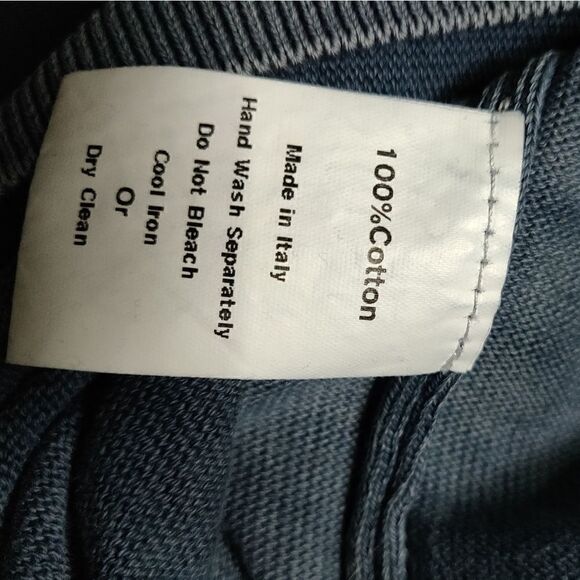 100%Cotton
Made in Italy
Hand Wash Separately
Do Not Bleach
Cool Iron
Or
Dry Clean